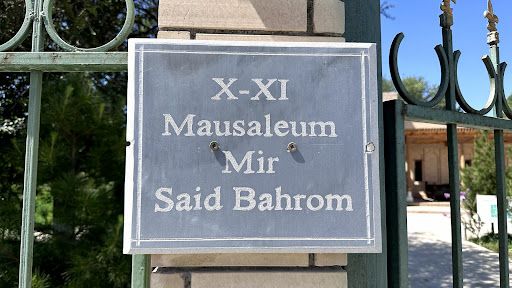 X-XI
Mausaleum
Mir
Said Bahrom